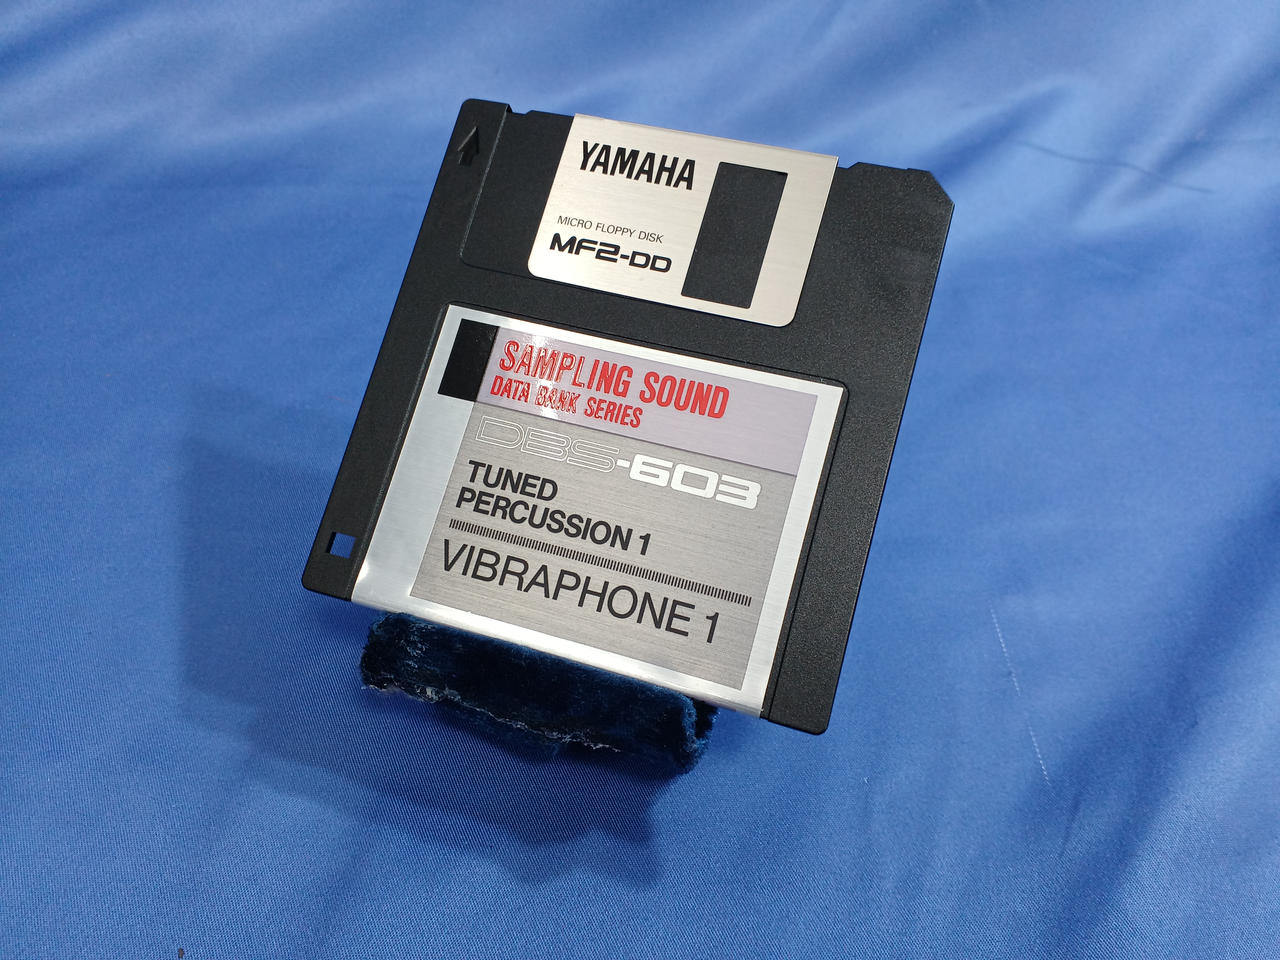 YAMAHA
MICRO FLOPPY DISK
MF2-DD
SAMPLING SOUND
DATA BANK SERIES
DBS-603
TUNED
PERCUSSION 1
VIBRAPHONE 1